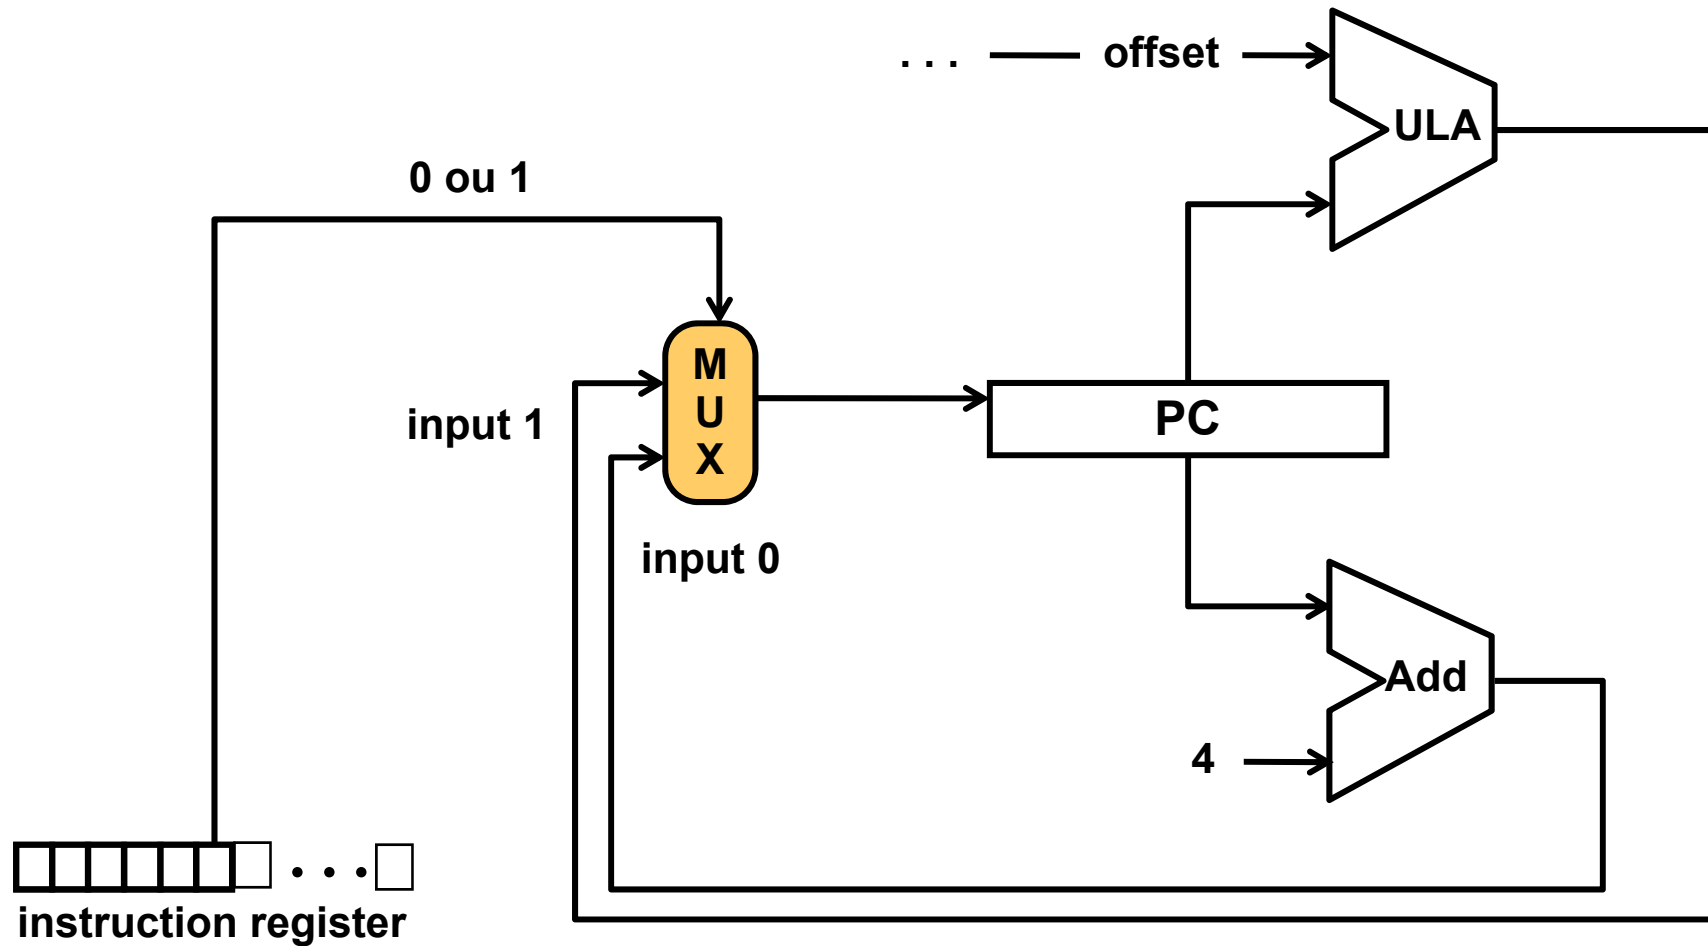 . . .
offset
ULA
0 ou 1
M
U
X
input 1
PC
input 0
Add
4
. . .
instruction register